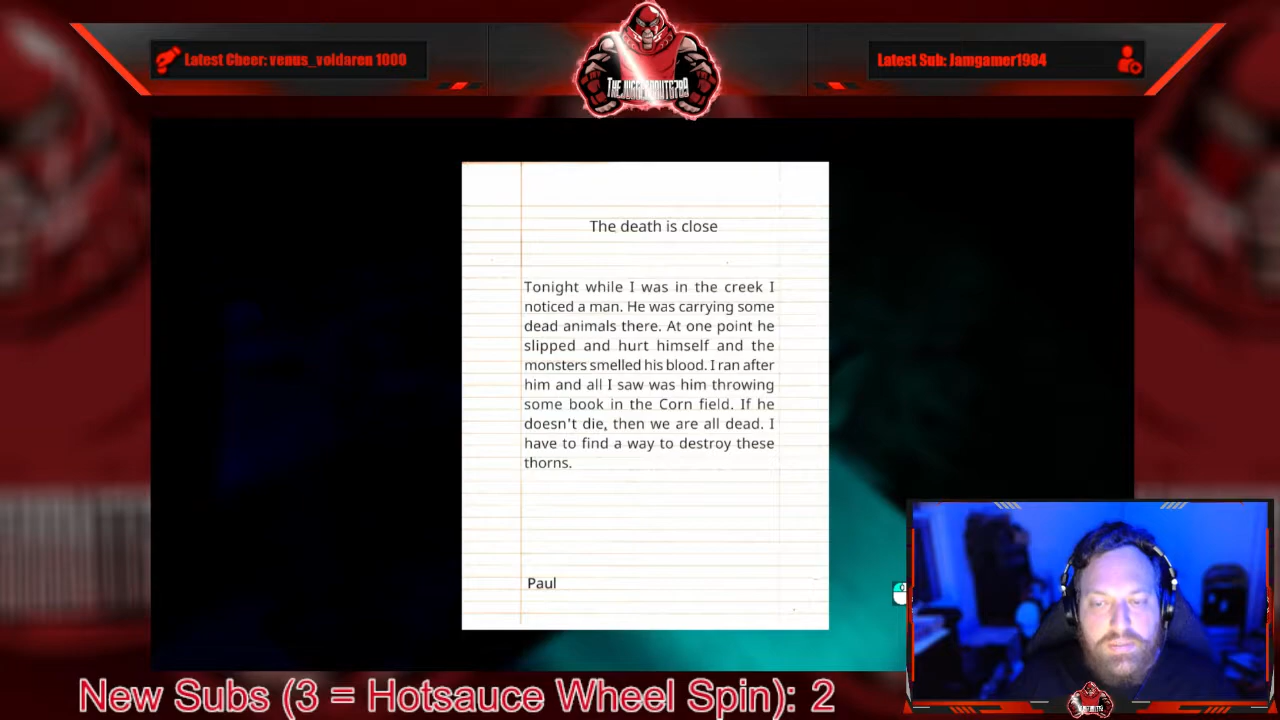 Latest Cheer: venus_voldaren 1000
Latest Sub: Jamgamer1984
The death is close
Tonight while I was in the creek I
noticed a man. He was carrying some
dead animals there. At one point he
slipped and hurt himself and the
monsters smelled his blood. I ran after
him and all I saw was him throwing
some book in the Corn field. If he
doesn't die, then we are all dead. I
have to find a way to destroy these
thorns.
Paul
New Subs (3 = Hotsauce Wheel Spin): 2